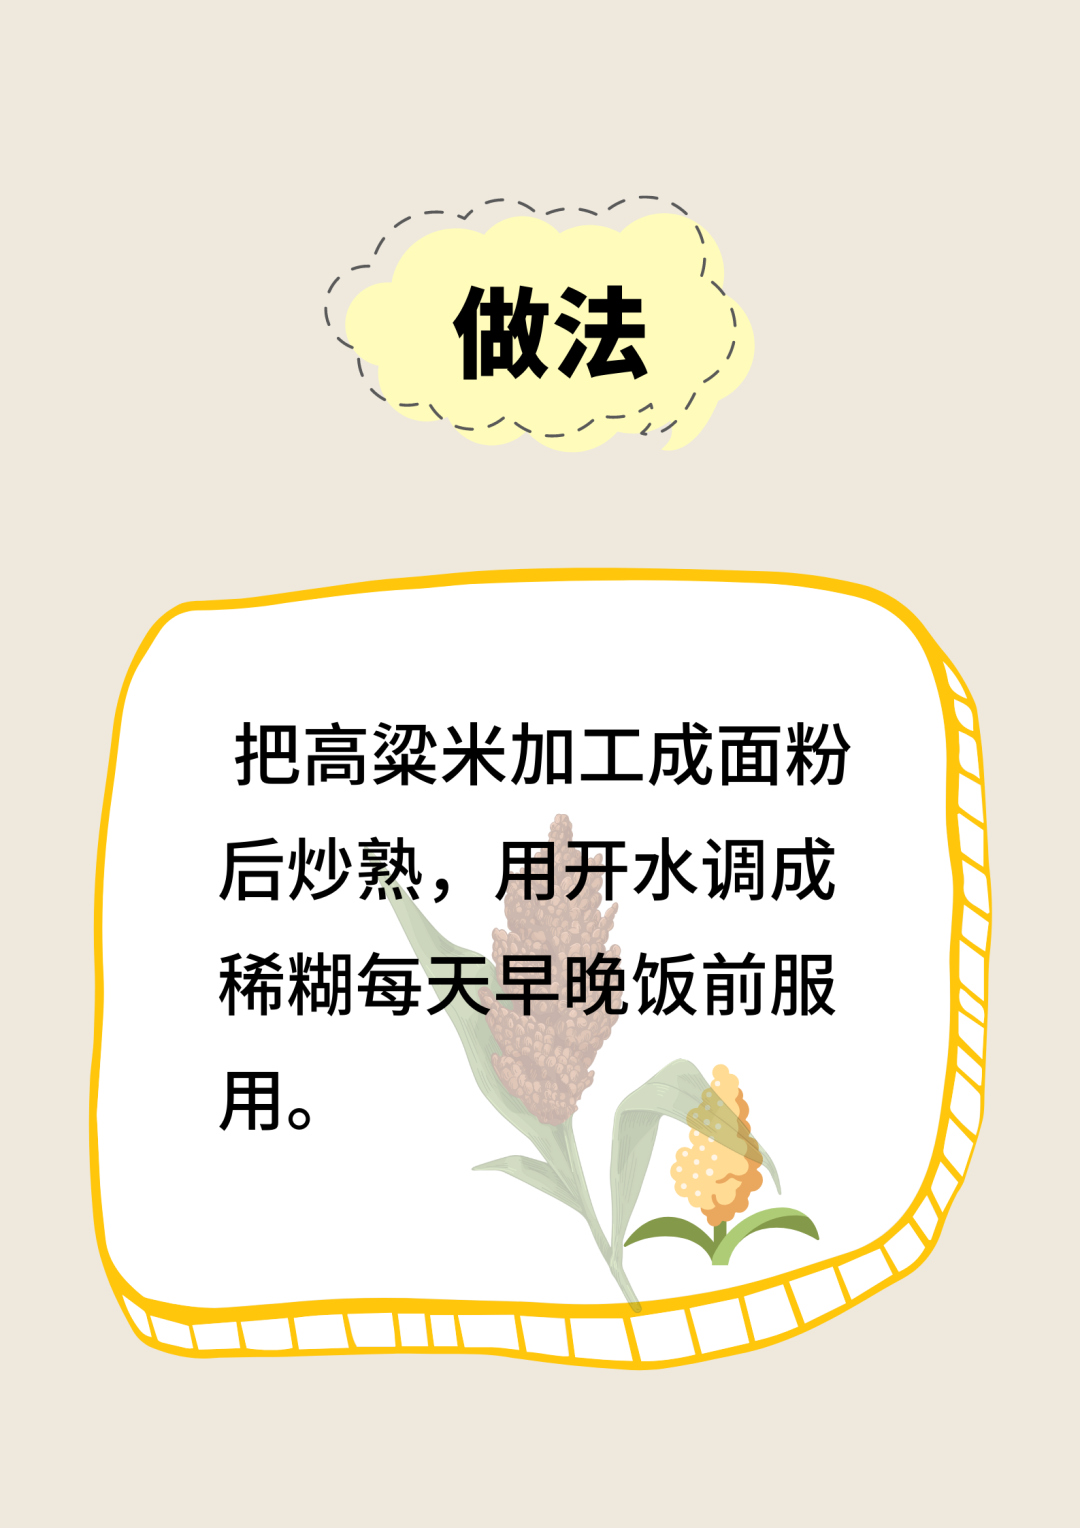 做法
把高粱米加工成面粉
后炒熟，用开水调成
稀糊每天早晚饭前服
用。